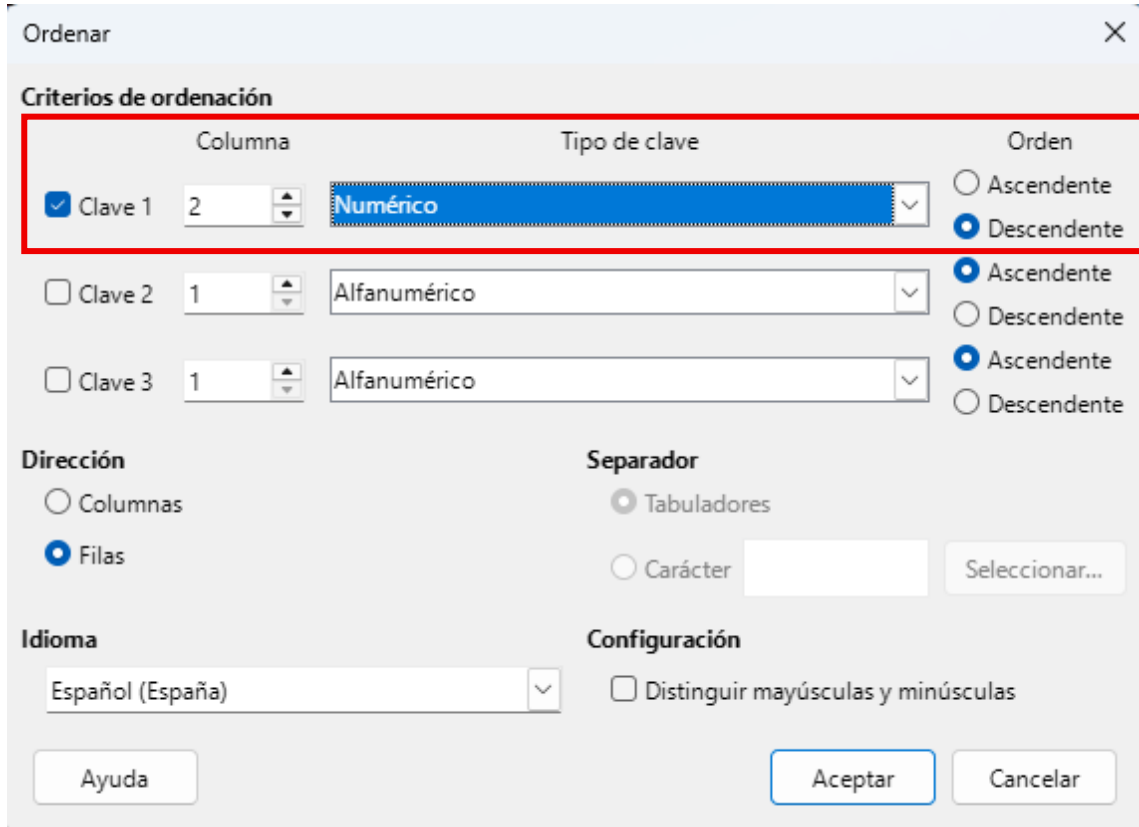 Ordenar
Criterios de ordenación
Columna Tipo de clave Orden
Clave 1 2 Numérico Ascendente
Descendente
Clave 2 1 Alfanumérico Ascendente
Descendente
Clave 3 1 Alfanumérico Ascendente
Descendente
Dirección Separador
Columnas Tabuladores
Filas Carácter Seleccionar...
Idioma Configuración
Español (España) Distinguir mayúsculas y minúsculas
Ayuda Aceptar Cancelar